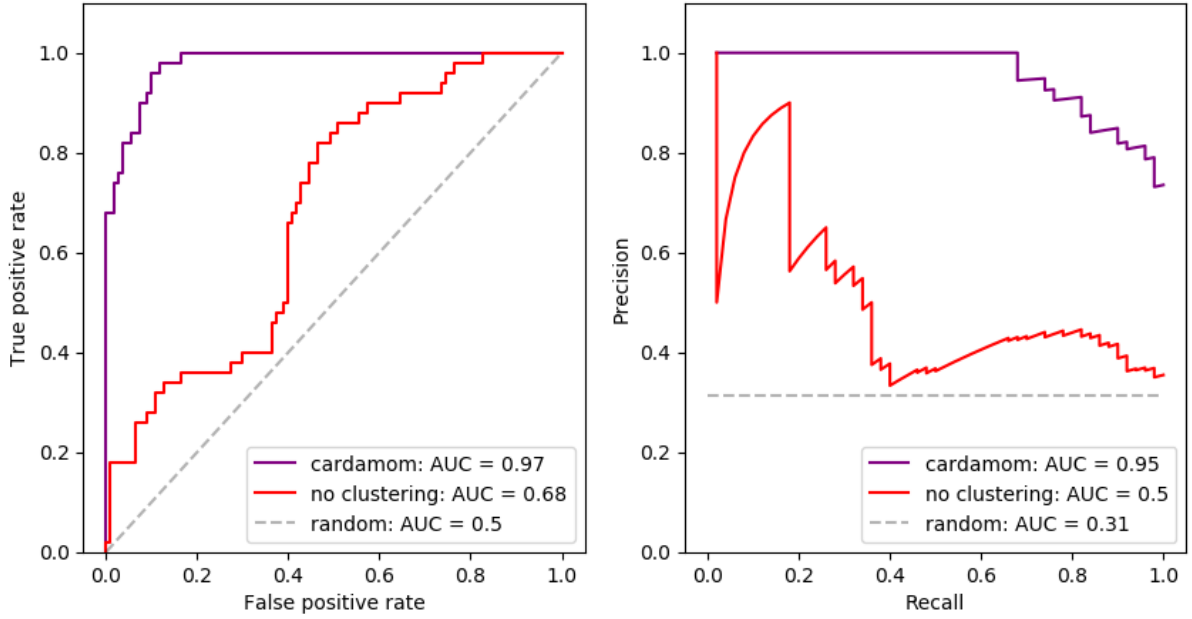 1.0
0.8
0.6
0.4
0.2
0.0
True positive rate
0.0 0.2 0.4 0.6 0.8 1.0
False positive rate
cardamom: AUC = 0.97
no clustering: AUC = 0.68
random: AUC = 0.5
1.0
0.8
0.6
0.4
0.2
0.0
Precision
0.0 0.2 0.4 0.6 0.8 1.0
Recall
cardamom: AUC = 0.95
no clustering: AUC = 0.5
random: AUC = 0.31